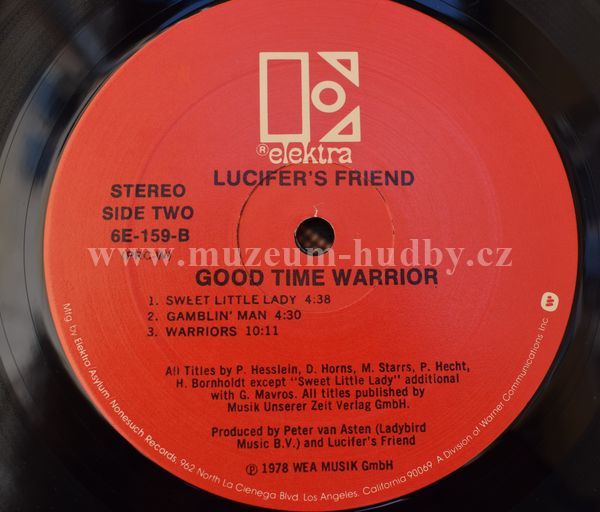 ® elektra
LUCIFER'S FRIEND
STEREO
SIDE TWO
6E-159-B
www.muzeum-hudby.cz
GOOD TIME WARRIOR
1. SWEET LITTLE LADY 4:38
2. GAMBLIN' MAN 4:30
3. WARRIORS 10:11
All Titles by P. Hesslein, D. Horns, M. Starrs, P. Hecht,
H. Bornholdt except "Sweet Little Lady" additional
with G. Mavros. All titles published by
Musik Unserer Zeit Verlag GmbH.
Produced by Peter van Asten (Ladybird
Music B.V.) and Lucifer's Friend
℗ 1978 WEA MUSIK GmbH
Mfg. by Elektra/Asylum/Nonesuch Records, 962 North La Cienega Blvd. Los Angeles, California 90069. A Division of Warner Communications Inc.